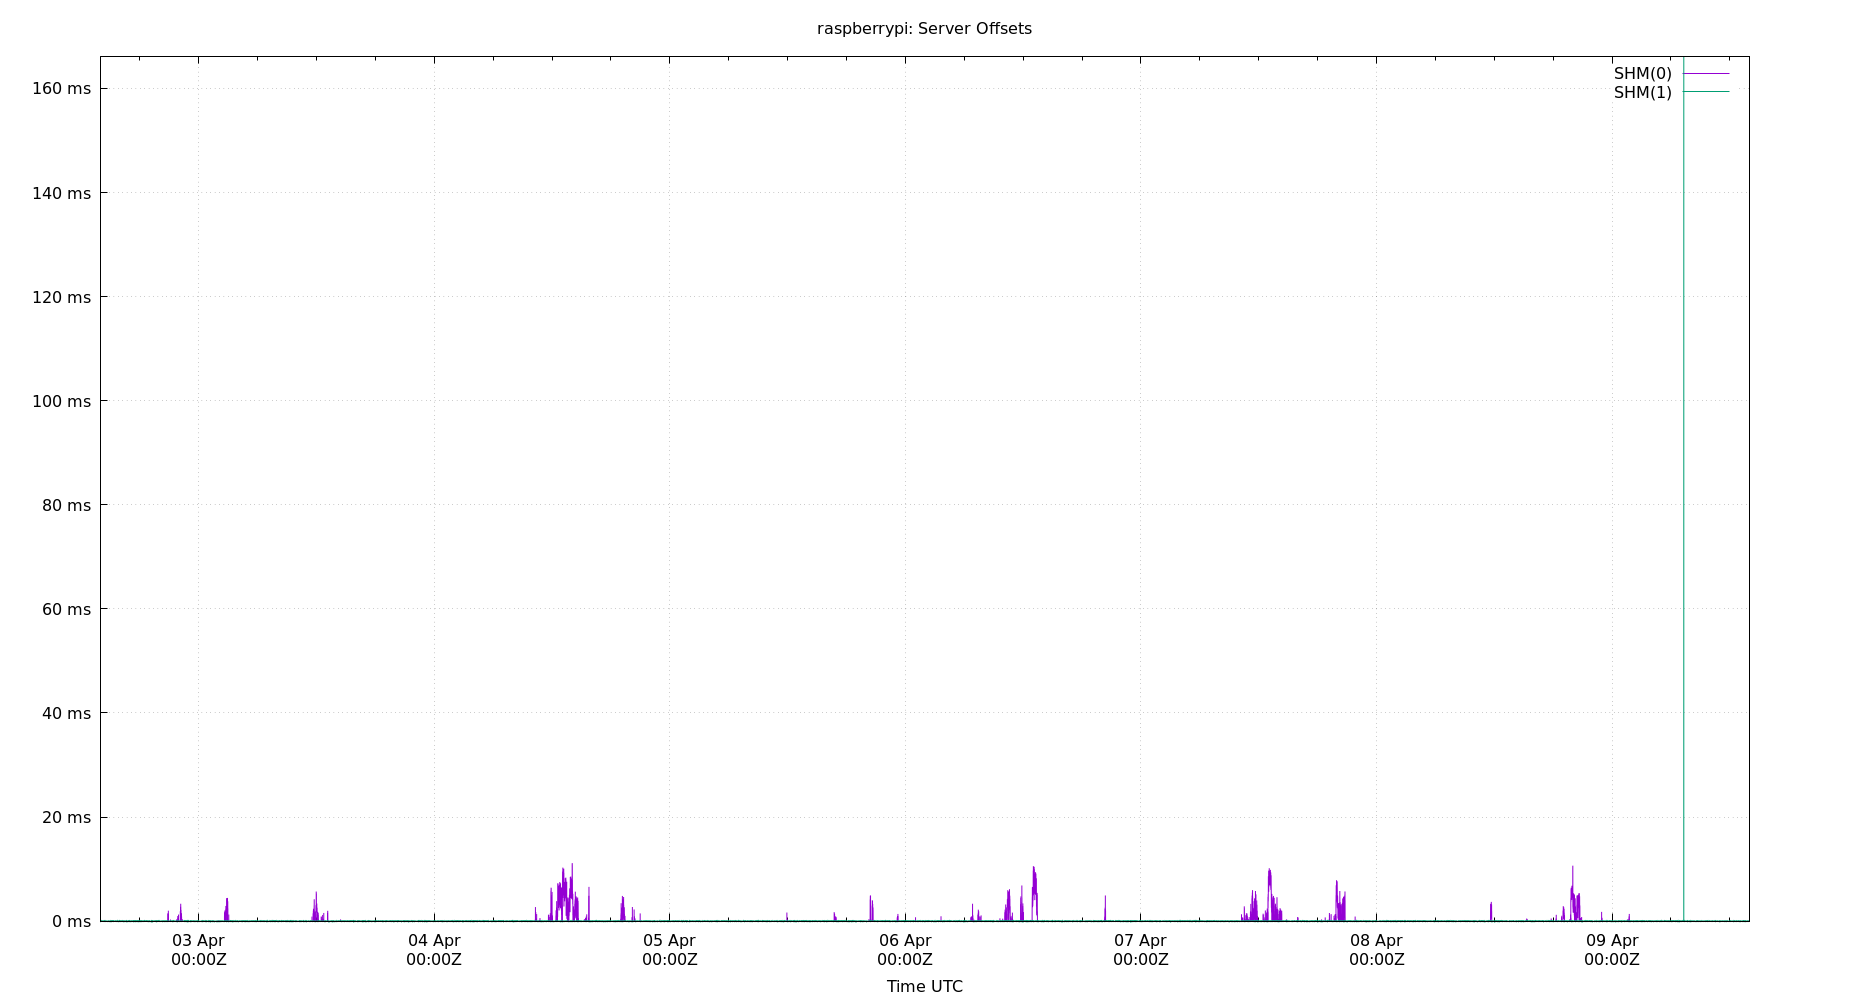 raspberrypi: Server Offsets
SHM(0)
SHM(1)
160 ms
140 ms
120 ms
100 ms
80 ms
60 ms
40 ms
20 ms
0 ms
03 Apr 04 Apr 05 Apr 06 Apr 07 Apr 08 Apr 09 Apr
00:00Z 00:00Z 00:00Z 00:00Z 00:00Z 00:00Z 00:00Z
Time UTC